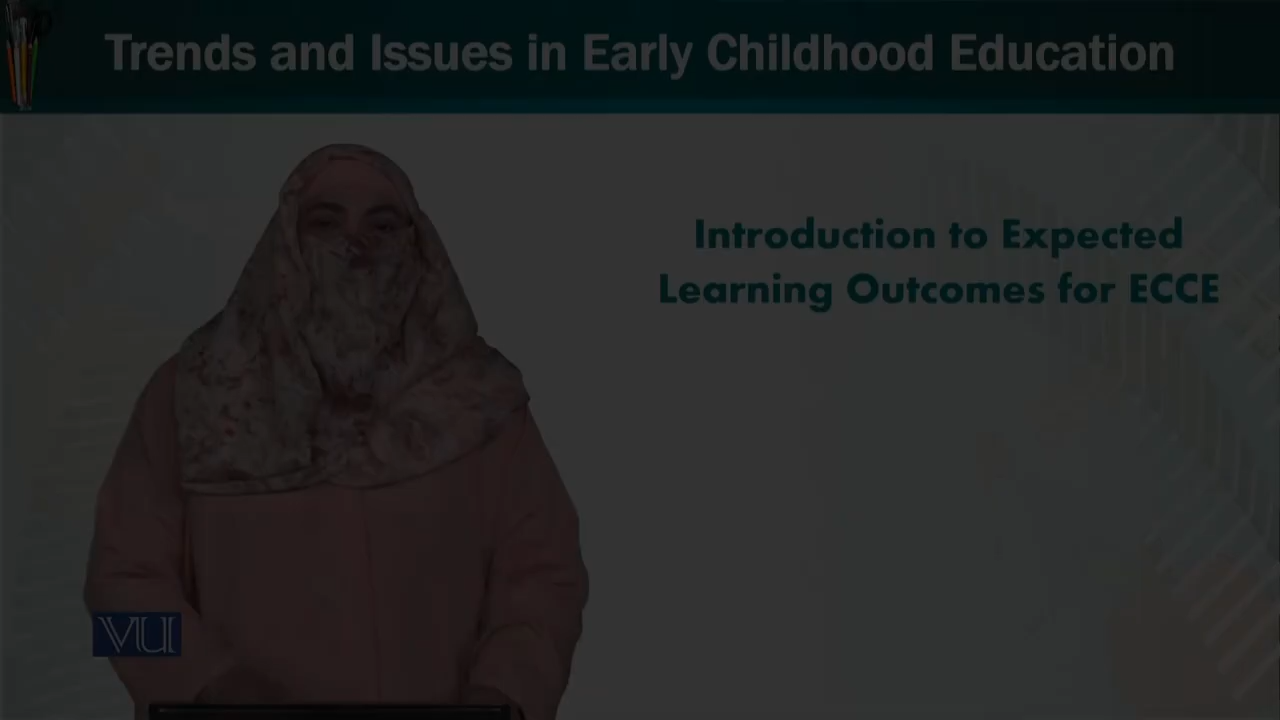 Trends and Issues in Early Childhood Education
Introduction to Expected
Learning Outcomes for ECCE
VU